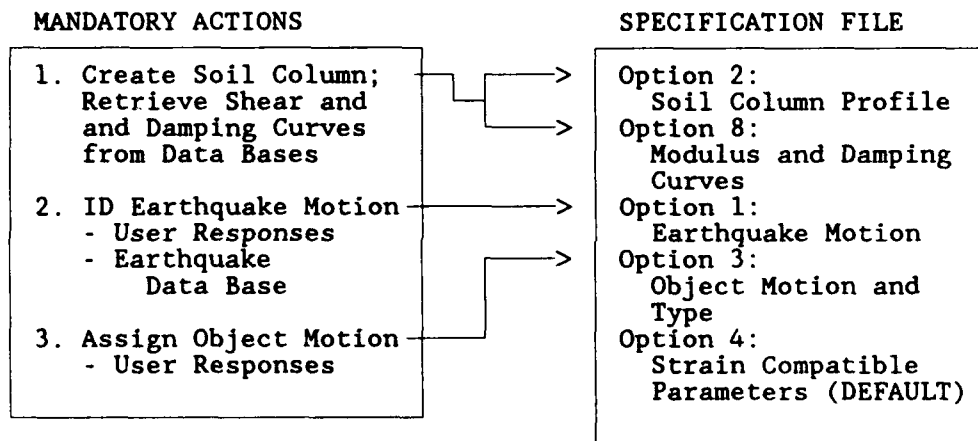 MANDATORY ACTIONS
1. Create Soil Column;
Retrieve Shear and
and Damping Curves
from Data Bases
2. ID Earthquake Motion
- User Responses
- Earthquake
Data Base
3. Assign Object Motion
- User Responses
SPECIFICATION FILE
Option 2:
Soil Column Profile
Option 8:
Modulus and Damping
Curves
Option 1:
Earthquake Motion
Option 3:
Object Motion and
Type
Option 4:
Strain Compatible
Parameters (DEFAULT)